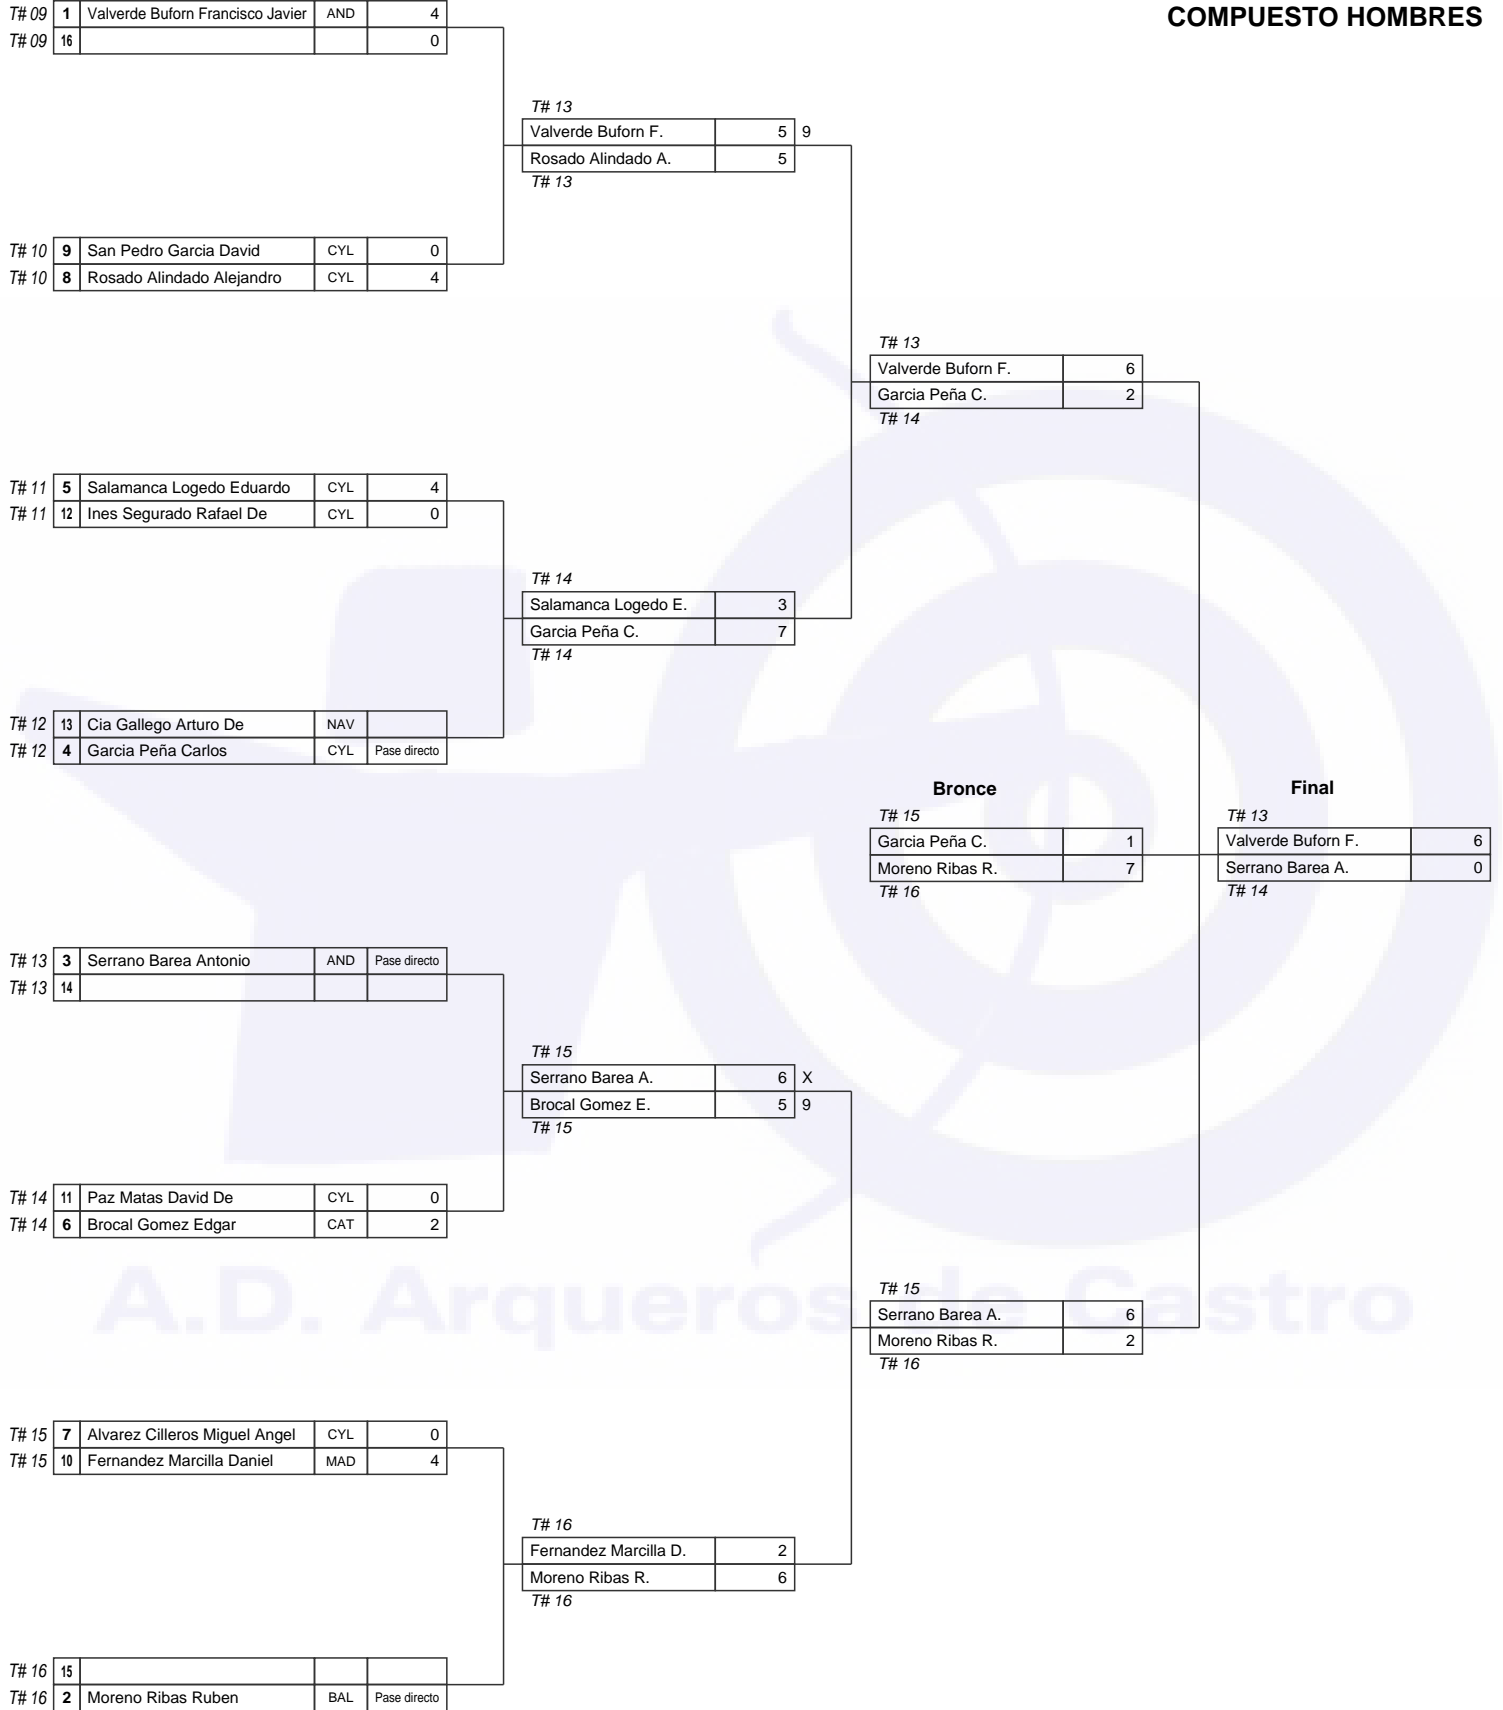 COMPUESTO HOMBRES
T# 09 1 Valverde Buforn Francisco Javier AND 4
T# 09 16 0
T# 13
Valverde Buforn F. 5 9
Rosado Alindado A. 5
T# 13
T# 10 9 San Pedro Garcia David CYL 0
T# 10 8 Rosado Alindado Alejandro CYL 4
T# 13
Valverde Buforn F. 6
Garcia Peña C. 2
T# 14
T# 11 5 Salamanca Logedo Eduardo CYL 4
T# 11 12 Ines Segurado Rafael De CYL 0
T# 14
Salamanca Logedo E. 3
Garcia Peña C. 7
T# 14
T# 12 13 Cia Gallego Arturo De NAV
T# 12 4 Garcia Peña Carlos CYL Pase directo
Bronce
T# 15
Garcia Peña C. 1
Moreno Ribas R. 7
T# 16
Final
T# 13
Valverde Buforn F. 6
Serrano Barea A. 0
T# 14
T# 13 3 Serrano Barea Antonio AND Pase directo
T# 13 14
T# 15
Serrano Barea A. 6 X
Brocal Gomez E. 5 9
T# 15
T# 14 11 Paz Matas David De CYL 0
T# 14 6 Brocal Gomez Edgar CAT 2
A.D. Arqueros de Castro
T# 15
Serrano Barea A. 6
Moreno Ribas R. 2
T# 16
T# 15 7 Alvarez Cilleros Miguel Angel CYL 0
T# 15 10 Fernandez Marcilla Daniel MAD 4
T# 16
Fernandez Marcilla D. 2
Moreno Ribas R. 6
T# 16
T# 16 15
T# 16 2 Moreno Ribas Ruben BAL Pase directo